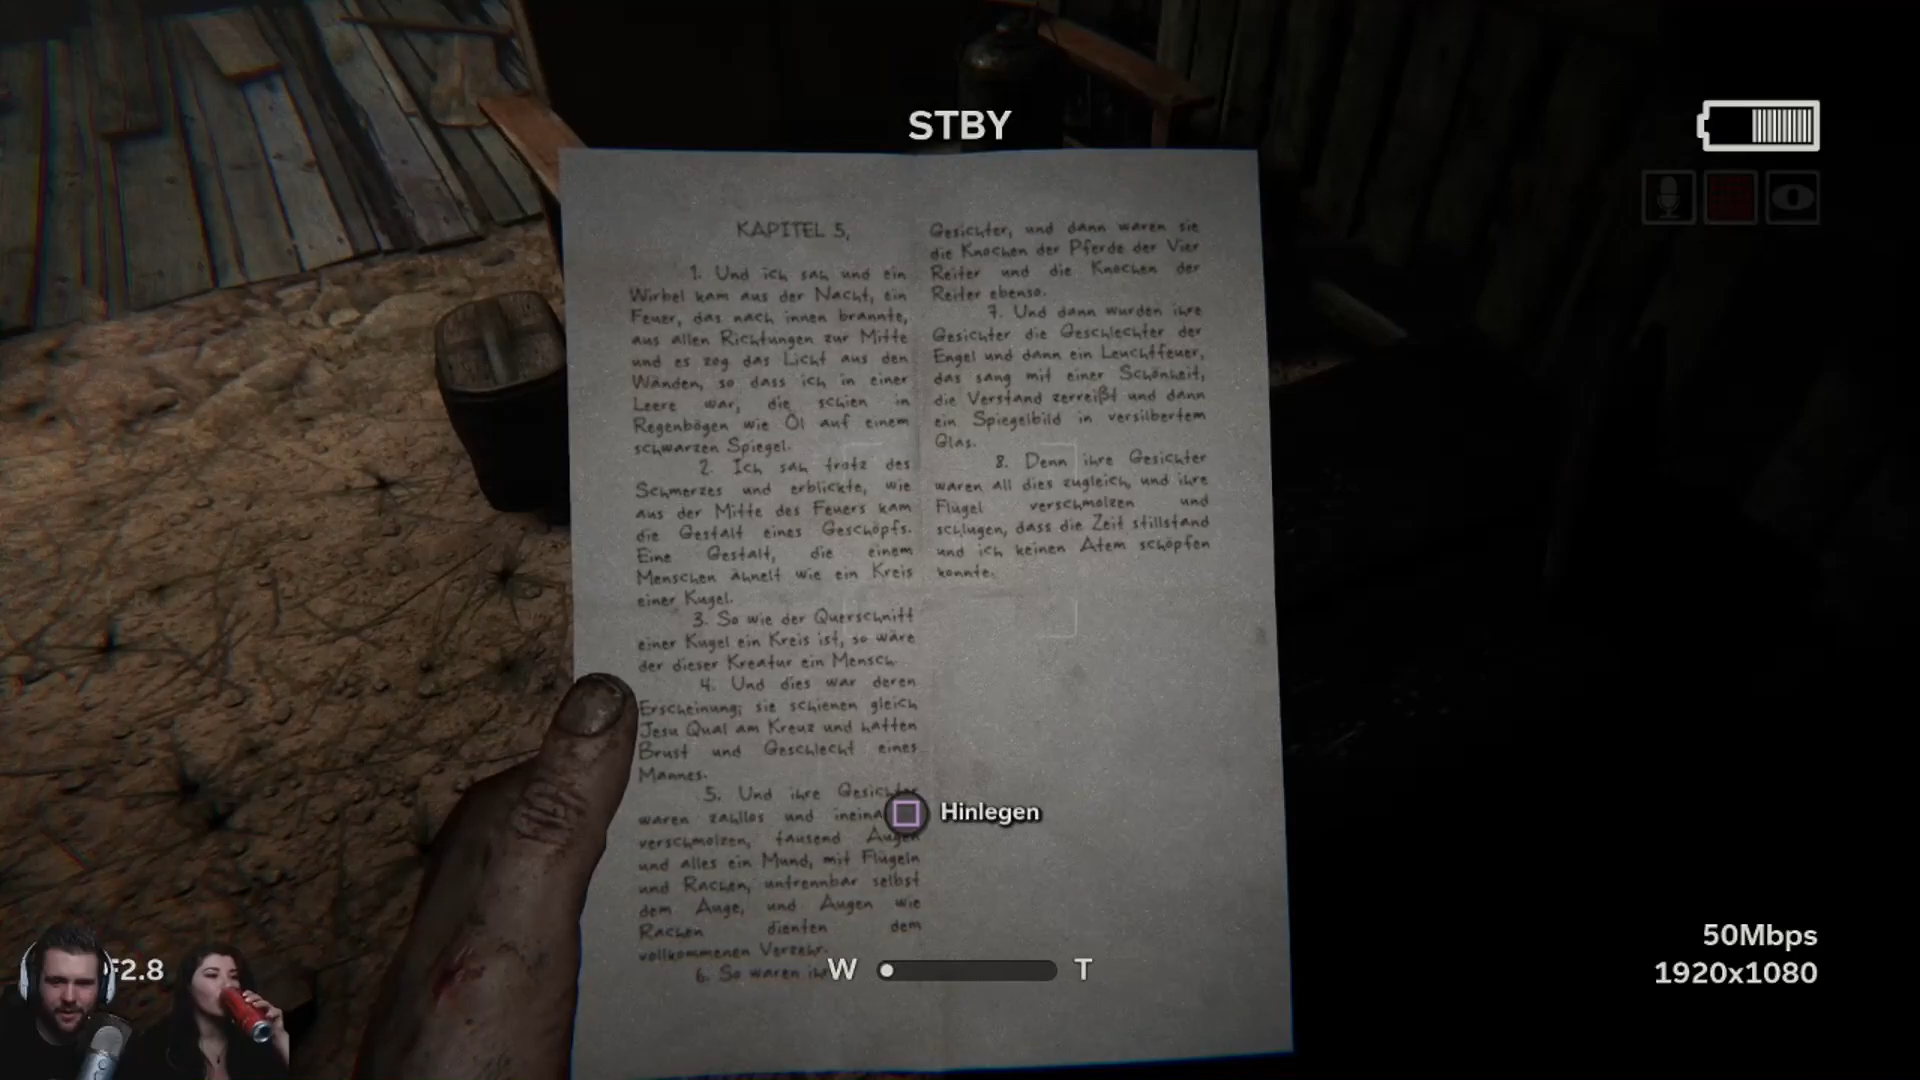 STBY
KAPITEL 5,
1. Und ich sah und ein
Wirbel kam aus der Nacht, ein
Feuer, das nach innen brannte,
aus allen Richtungen zur Mitte
und es zog das Licht aus den
Wänden, so dass ich in einer
Leere war, die schien in
Regenbögen wie Öl auf einem
schwarzen Spiegel.
2. Ich sah trotz des
Schmerzes und erblickte, wie
aus der Mitte des Feuers kam
die Gestalt eines Geschöpfs.
Eine Gestalt, die einem
Menschen ähnelt wie ein Kreis
einer Kugel.
3. So wie der Querschnitt
einer Kugel ein Kreis ist, so wäre
der dieser Kreatur ein Mensch
4. Und dies war deren
Erscheinung; sie schienen gleich
Jesu Qual am Kreuz und hatten
Brust und Geschlecht eines
Mannes.
5. Und ihre Gesichter
waren zahllos und
verschmolzen, tausend Augen
und alles ein Mund, mit Flügeln
und Rachen, untrennbar selbst
dem Auge, und Augen wie
Rachen dienten dem
vollkommenen Verzehr.
6. So waren
Gesichter, und dann waren sie
die Knochen der Pferde der Vier
Reiter und die Knochen der
Reiter ebenso.
7. Und dann wurden ihre
Gesichter die Geschlechter der
Engel und dann ein Leuchtfeuer,
das sang mit einer Schönheit,
die Verstand zerreißt und dann
ein Spiegelbild in versilbertem
Glas.
8. Denn ihre Gesichter
waren all dies zugleich, und ihre
Flügel verschmolzen und
schlugen, dass die Zeit stillstand
und ich keinen Atem schöpfen
konnte.
Hinlegen
W T
F2.8
50Mbps
1920x1080